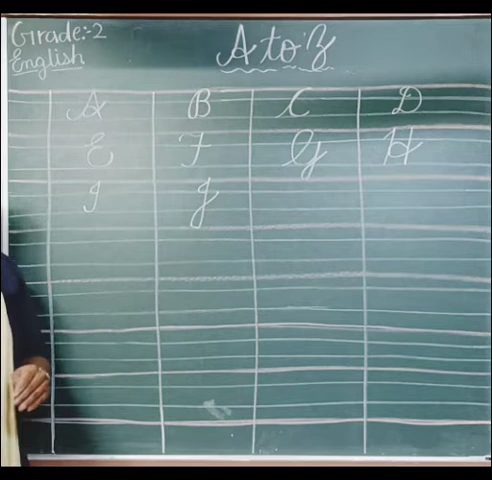 Grade:-2
English
A to Z
A B C D
E F G H
I J